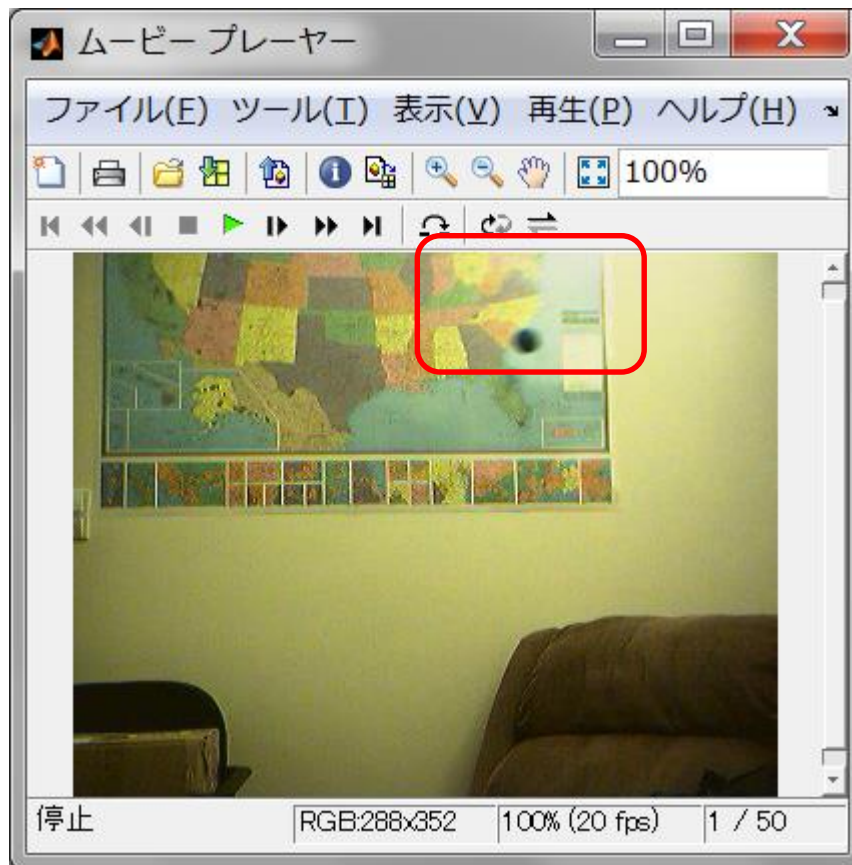 ムービー プレーヤー
ファイル(F) ツール(T) 表示(V) 再生(P) ヘルプ(H)
100%
停止 RGB:288x352 100% (20 fps) 1 / 50